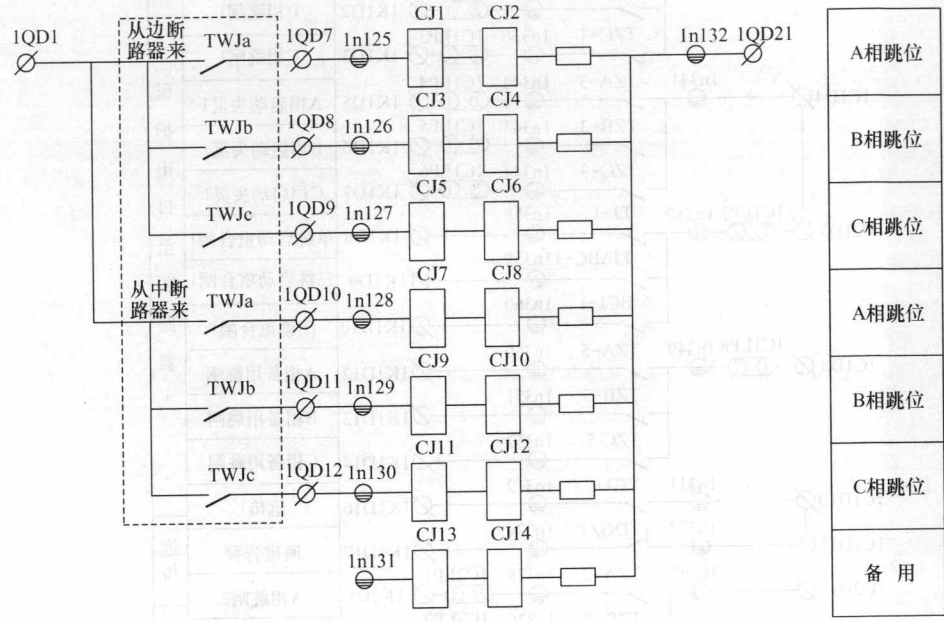 从边断
路器来
CJ1 CJ2
1QD1 TWJa 1QD7 1n125 1n132 1QD21 A相跳位
CJ3 CJ4
TWJb 1QD8 1n126 B相跳位
CJ5 CJ6
TWJc 1QD9 1n127 C相跳位
从中断
路器来
CJ7 CJ8
TWJa 1QD10 1n128 A相跳位
CJ9 CJ10
TWJb 1QD11 1n129 B相跳位
CJ11 CJ12
TWJc 1QD12 1n130 C相跳位
CJ13 CJ14
1n131 备 用